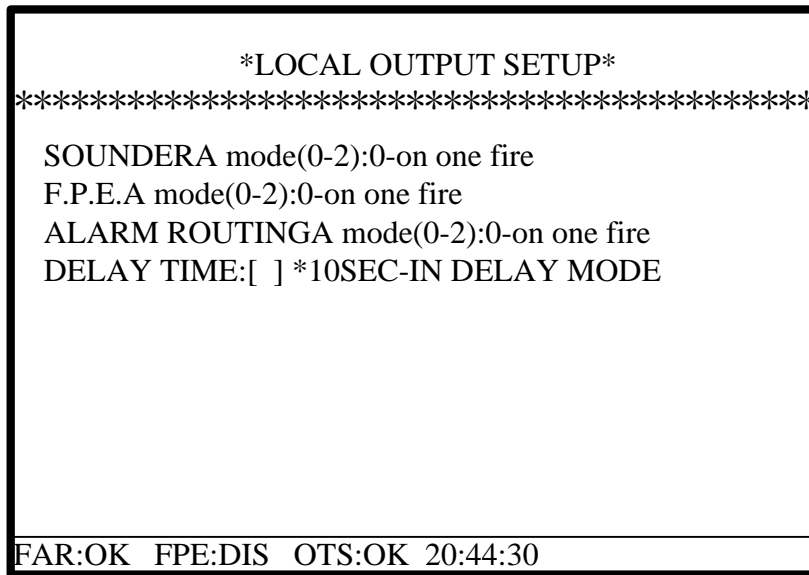 *LOCAL OUTPUT SETUP*
*******************************************
SOUNDERA mode(0-2):0-on one fire
F.P.E.A mode(0-2):0-on one fire
ALARM ROUTINGA mode(0-2):0-on one fire
DELAY TIME:[ ] *10SEC-IN DELAY MODE
FAR:OK FPE:DIS OTS:OK 20:44:30